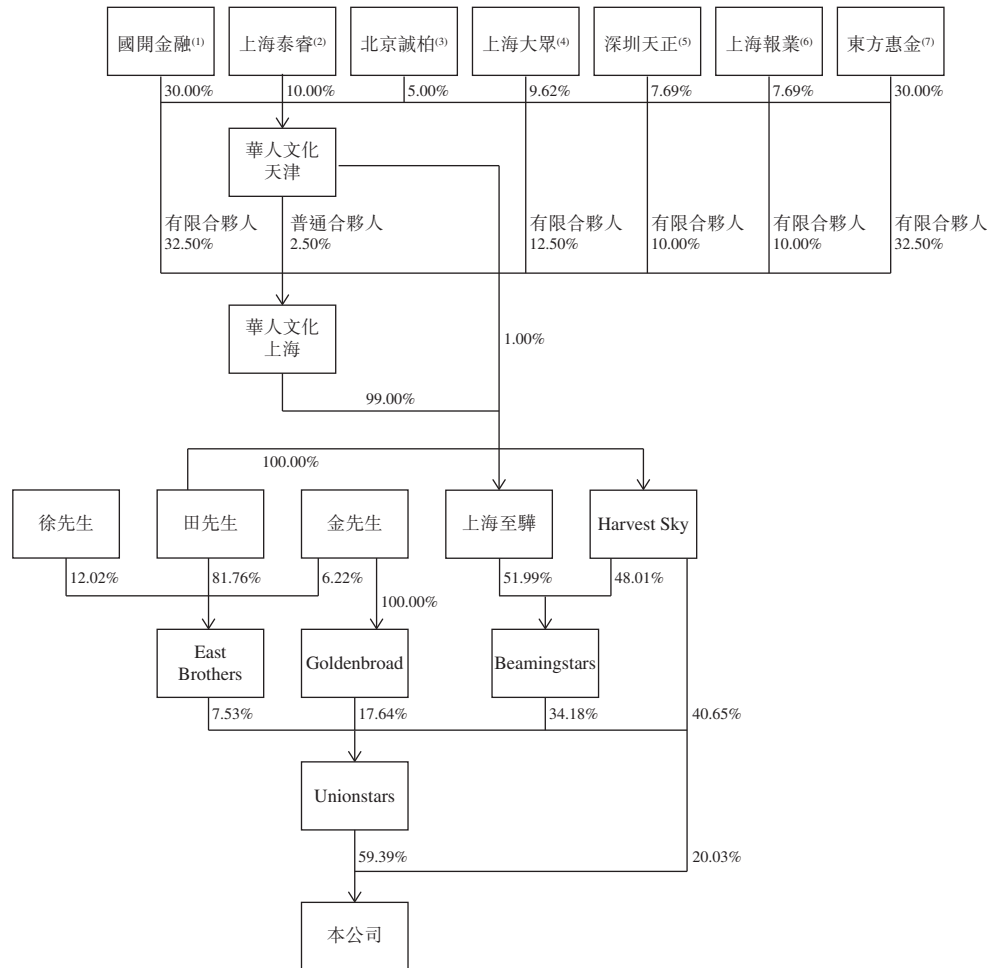 國開金融(1)
上海泰睿(2)
北京誠柏(3)
上海大眾(4)
深圳天正(5)
上海報業(6)
東方惠金(7)
30.00%
10.00%
5.00%
9.62%
7.69%
7.69%
30.00%
華人文化
天津
有限合夥人
32.50%
普通合夥人
2.50%
有限合夥人
12.50%
有限合夥人
10.00%
有限合夥人
10.00%
有限合夥人
32.50%
華人文化
上海
1.00%
99.00%
100.00%
徐先生
田先生
金先生
上海至驊
Harvest Sky
12.02%
81.76%
6.22%
51.99%
48.01%
100.00%
East
Brothers
Goldenbroad
Beamingstars
7.53%
17.64%
34.18%
40.65%
Unionstars
59.39%
20.03%
本公司